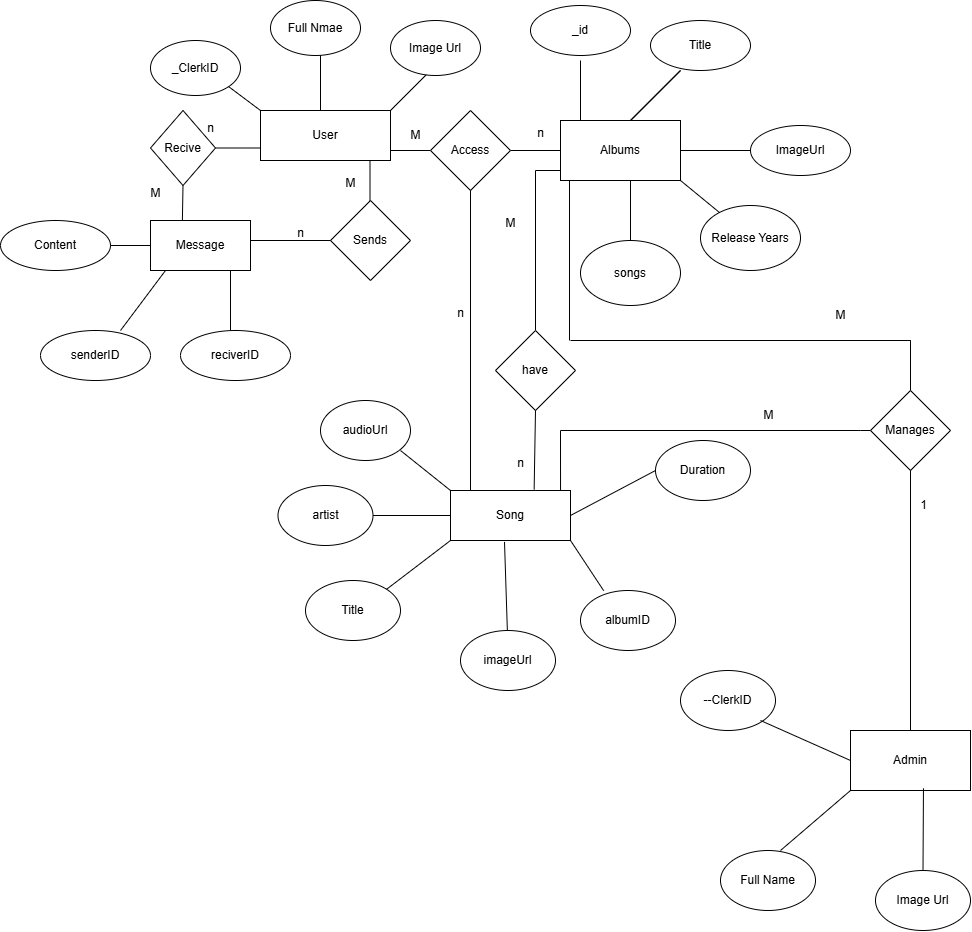 Full Nmae
_id
Title
Image Url
_ClerkID
n
User
M
Access
n
Albums
ImageUrl
Recive
M
M
M
Content
Message
n
Sends
songs
Release Years
n
M
senderID
reciverID
have
audioUrl
M
Manages
n
Duration
artist
Song
1
Title
albumID
imageUrl
--ClerkID
Admin
Full Name
Image Url